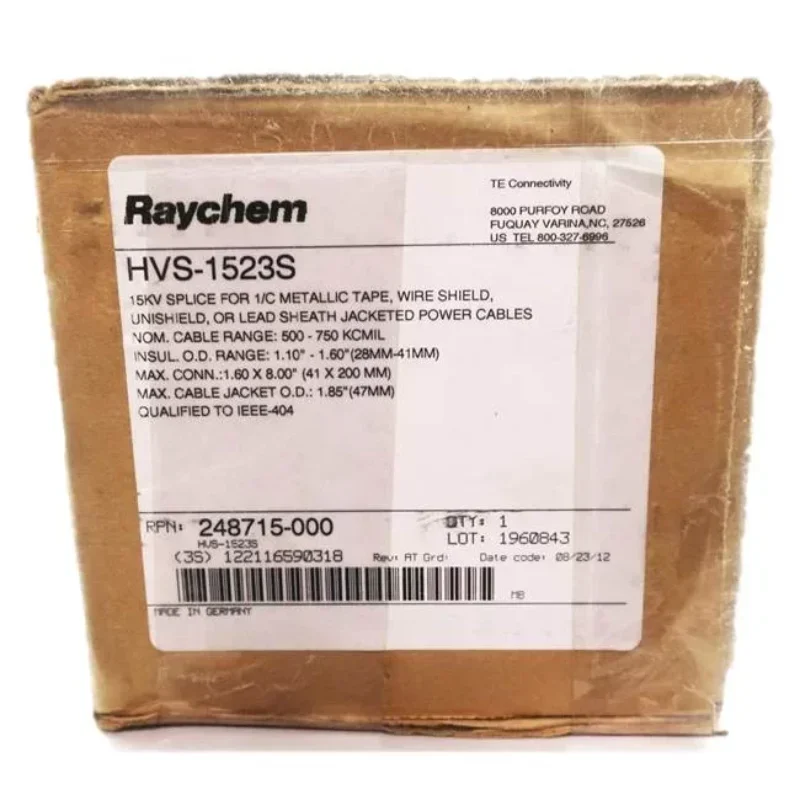 Raychem
TE Connectivity
8000 PURFOY ROAD
FUQUAY VARINA,NC, 27526
US TEL 800-327-6996
HVS-1523S
15KV SPLICE FOR 1/C METALLIC TAPE, WIRE SHIELD,
UNISHIELD, OR LEAD SHEATH JACKETED POWER CABLES
NOM. CABLE RANGE: 500 - 750 KCMIL
INSUL. O.D. RANGE: 1.10" - 1.60"(28MM-41MM)
MAX. CONN.:1.60 X 8.00" (41 X 200 MM)
MAX. CABLE JACKET O.D.: 1.85"(47MM)
QUALIFIED TO IEEE-404
RPN: 248715-000
HVS-1523S
QTY: 1
LOT: 1960843
(3S) 122116590318 Rev: AT Grd: Date code: 08/23/12
MB
MADE IN GERMANY